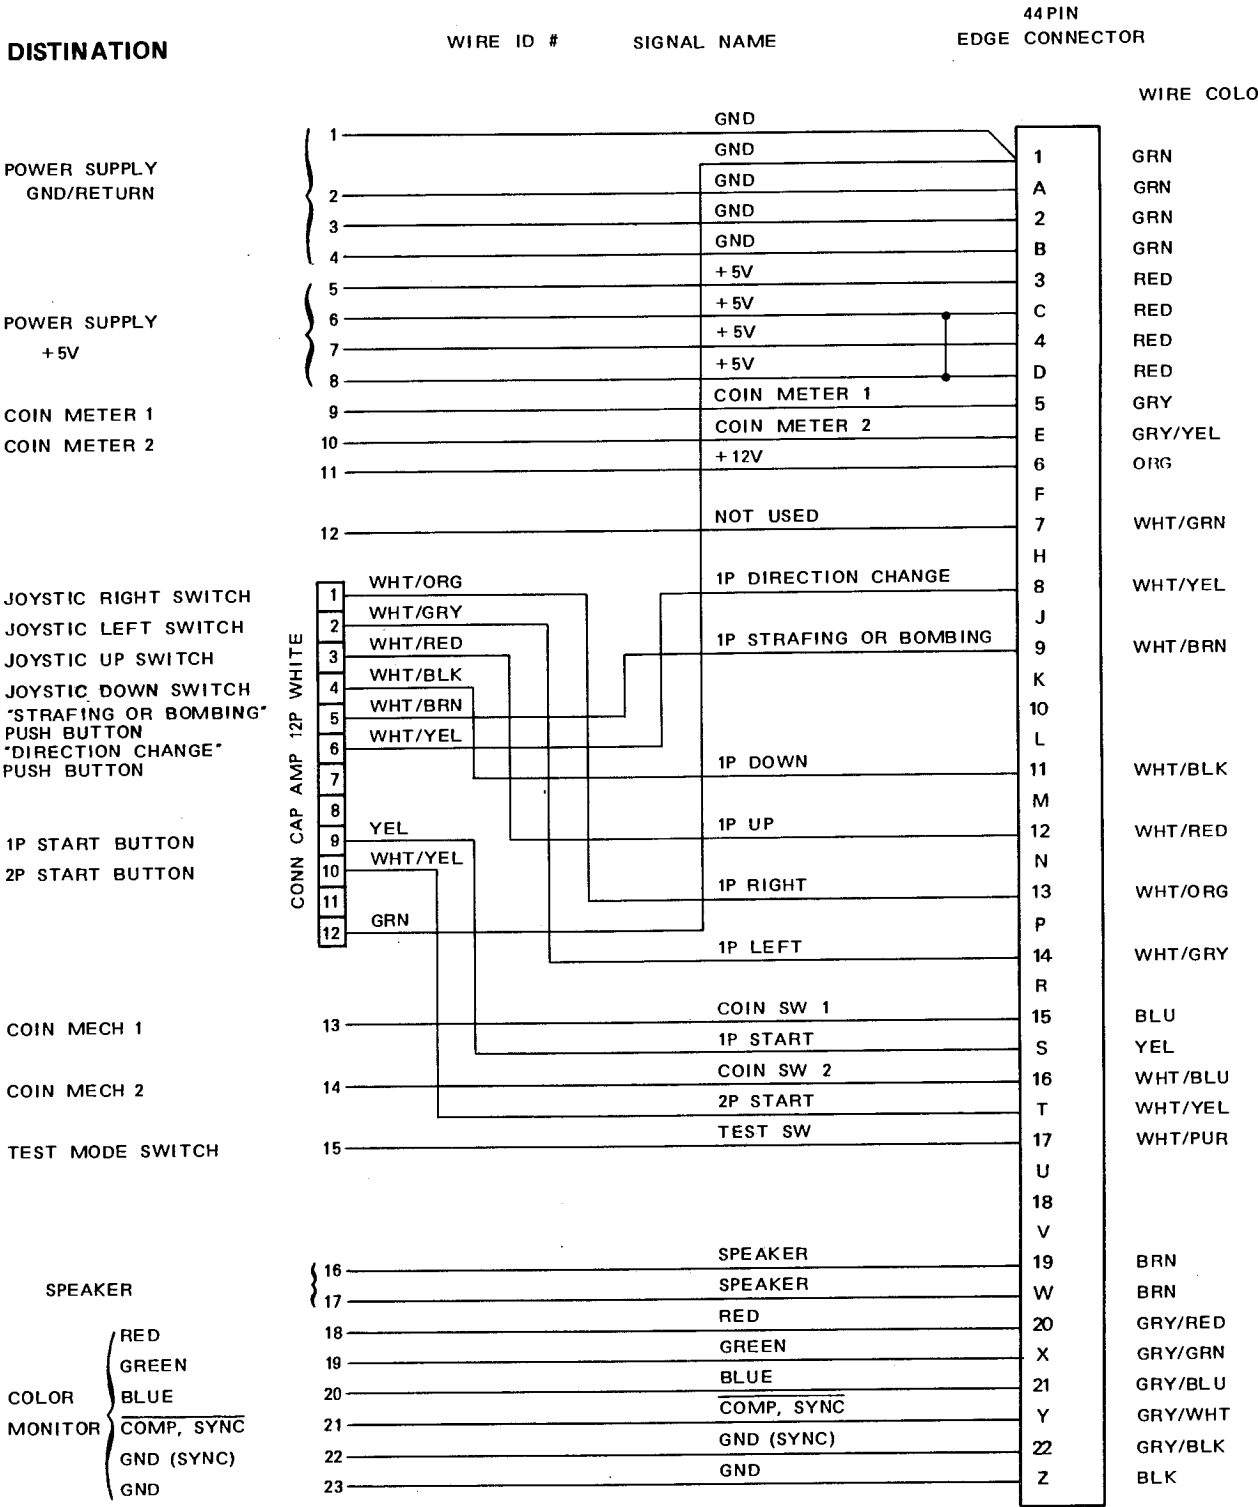 44 PIN
DISTINATION WIRE ID # SIGNAL NAME EDGE CONNECTOR
WIRE COLO
1 GND
GND 1 GRN
POWER SUPPLY
GND/RETURN
2 GND A GRN
3 GND 2 GRN
4 GND B GRN
5 +5V 3 RED
POWER SUPPLY
+5V
6 +5V C RED
7 +5V 4 RED
8 +5V D RED
COIN METER 1 9 COIN METER 1 5 GRY
COIN METER 2 10 COIN METER 2 E GRY/YEL
11 +12V 6 ORG
F
12 NOT USED 7 WHT/GRN
H
CONN CAP AMP 12P WHITE
JOYSTIC RIGHT SWITCH 1 WHT/ORG 1P DIRECTION CHANGE 8 WHT/YEL
JOYSTIC LEFT SWITCH 2 WHT/GRY J
JOYSTIC UP SWITCH 3 WHT/RED 1P STRAFING OR BOMBING 9 WHT/BRN
JOYSTIC DOWN SWITCH 4 WHT/BLK K
"STRAFING OR BOMBING"
PUSH BUTTON
5 WHT/BRN 10
"DIRECTION CHANGE"
PUSH BUTTON
6 WHT/YEL L
7 1P DOWN 11 WHT/BLK
8 M
1P START BUTTON 9 YEL 1P UP 12 WHT/RED
2P START BUTTON 10 WHT/YEL N
11 1P RIGHT 13 WHT/ORG
12 GRN P
1P LEFT 14 WHT/GRY
R
COIN MECH 1 13 COIN SW 1 15 BLU
1P START S YEL
COIN MECH 2 14 COIN SW 2 16 WHT/BLU
2P START T WHT/YEL
TEST MODE SWITCH 15 TEST SW 17 WHT/PUR
U
18
V
SPEAKER
16 SPEAKER 19 BRN
17 SPEAKER W BRN
COLOR
MONITOR
RED 18 RED 20 GRY/RED
GREEN 19 GREEN X GRY/GRN
BLUE 20 BLUE 21 GRY/BLU
COMP, SYNC 21 COMP, SYNC Y GRY/WHT
GND (SYNC) 22 GND (SYNC) 22 GRY/BLK
GND 23 GND Z BLK